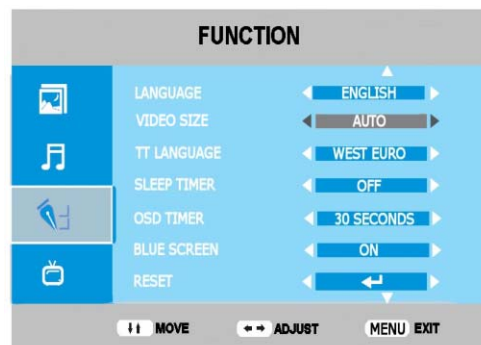 FUNCTION
LANGUAGE ENGLISH
VIDEO SIZE AUTO
TT LANGUAGE WEST EURO
SLEEP TIMER OFF
OSD TIMER 30 SECONDS
BLUE SCREEN ON
RESET
MOVE ADJUST MENU EXIT